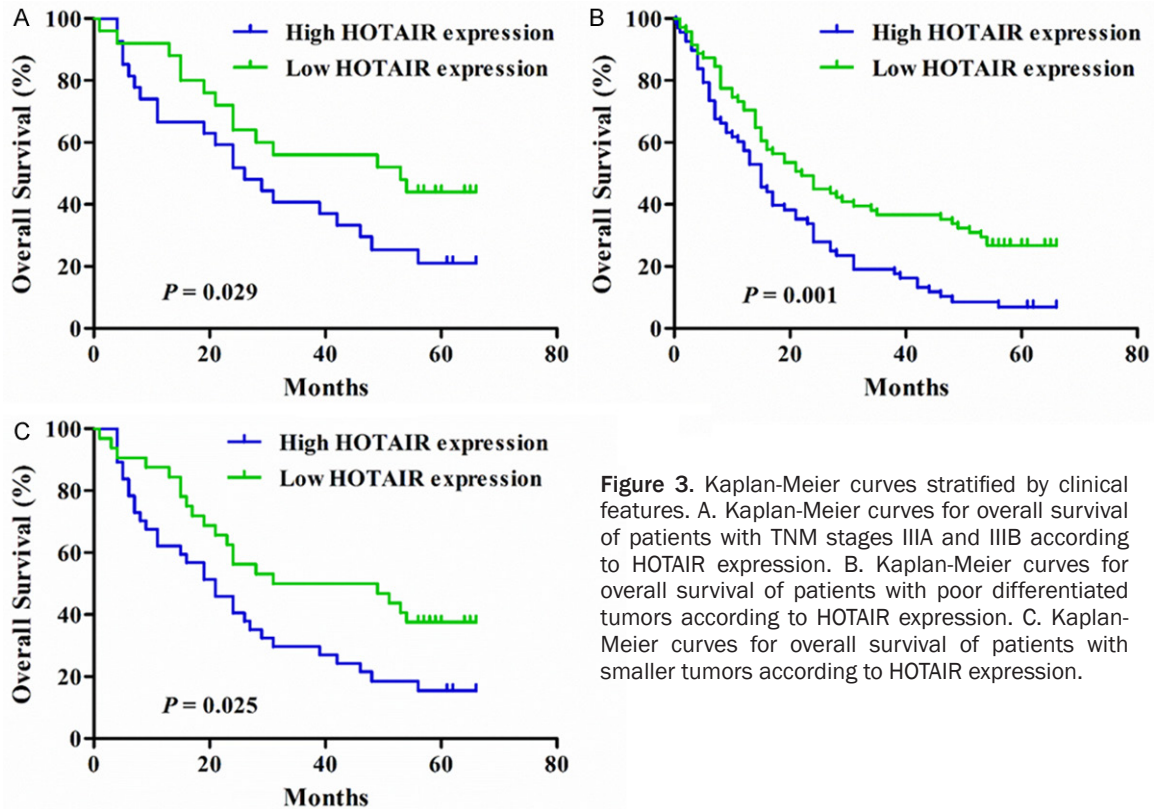 A
100
80
60
40
20
0
Overall Survival (%)
High HOTAIR expression
Low HOTAIR expression
P = 0.029
0 20 40 60 80
Months
B
100
80
60
40
20
0
Overall Survival (%)
High HOTAIR expression
Low HOTAIR expression
P = 0.001
0 20 40 60 80
Months
C
100
80
60
40
20
0
Overall Survival (%)
High HOTAIR expression
Low HOTAIR expression
P = 0.025
0 20 40 60 80
Months
Figure 3. Kaplan-Meier curves stratified by clinical
features. A. Kaplan-Meier curves for overall survival
of patients with TNM stages IIIA and IIIB according
to HOTAIR expression. B. Kaplan-Meier curves for
overall survival of patients with poor differentiated
tumors according to HOTAIR expression. C. Kaplan-
Meier curves for overall survival of patients with
smaller tumors according to HOTAIR expression.